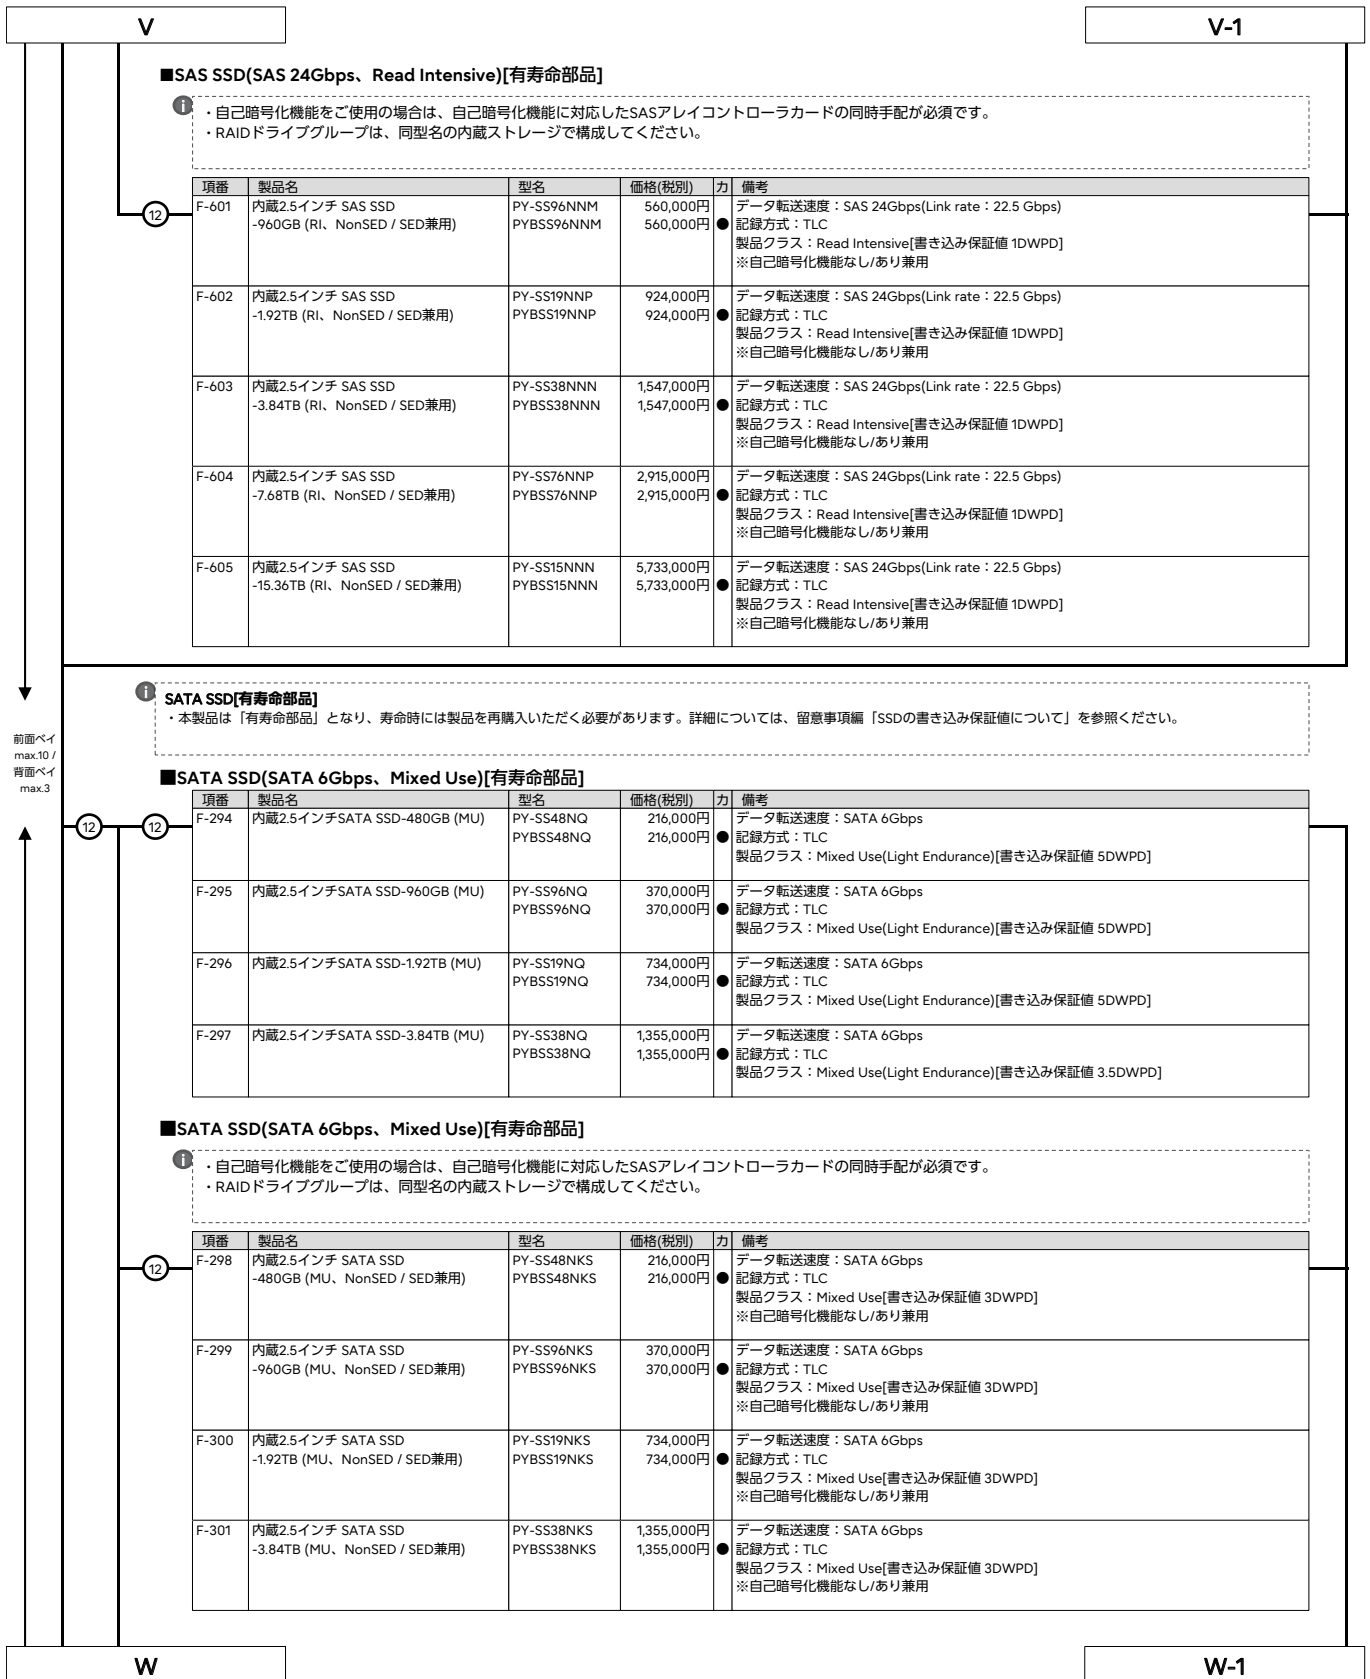 V
V-1
■SAS SSD(SAS 24Gbps、Read Intensive)[有寿命部品]
i
・自己暗号化機能をご使用の場合は、自己暗号化機能に対応したSASアレイコントローラカードの同時手配が必須です。
・RAIDドライブグループは、同型名の内蔵ストレージで構成してください。
項番 製品名 型名 価格(税別) カ 備考
12
F-601 内蔵2.5インチ SAS SSD PY-SS96NNM 560,000円 データ転送速度：SAS 24Gbps(Link rate：22.5 Gbps)
-960GB (RI、NonSED / SED兼用) PYBSS96NNM 560,000円 ● 記録方式：TLC
製品クラス：Read Intensive[書き込み保証値 1DWPD]
※自己暗号化機能なし/あり兼用
F-602 内蔵2.5インチ SAS SSD PY-SS19NNP 924,000円 データ転送速度：SAS 24Gbps(Link rate：22.5 Gbps)
-1.92TB (RI、NonSED / SED兼用) PYBSS19NNP 924,000円 ● 記録方式：TLC
製品クラス：Read Intensive[書き込み保証値 1DWPD]
※自己暗号化機能なし/あり兼用
F-603 内蔵2.5インチ SAS SSD PY-SS38NNN 1,547,000円 データ転送速度：SAS 24Gbps(Link rate：22.5 Gbps)
-3.84TB (RI、NonSED / SED兼用) PYBSS38NNN 1,547,000円 ● 記録方式：TLC
製品クラス：Read Intensive[書き込み保証値 1DWPD]
※自己暗号化機能なし/あり兼用
F-604 内蔵2.5インチ SAS SSD PY-SS76NNP 2,915,000円 データ転送速度：SAS 24Gbps(Link rate：22.5 Gbps)
-7.68TB (RI、NonSED / SED兼用) PYBSS76NNP 2,915,000円 ● 記録方式：TLC
製品クラス：Read Intensive[書き込み保証値 1DWPD]
※自己暗号化機能なし/あり兼用
F-605 内蔵2.5インチ SAS SSD PY-SS15NNN 5,733,000円 データ転送速度：SAS 24Gbps(Link rate：22.5 Gbps)
-15.36TB (RI、NonSED / SED兼用) PYBSS15NNN 5,733,000円 ● 記録方式：TLC
製品クラス：Read Intensive[書き込み保証値 1DWPD]
※自己暗号化機能なし/あり兼用
i
SATA SSD[有寿命部品]
・本製品は「有寿命部品」となり、寿命時には製品を再購入いただく必要があります。詳細については、留意事項編「SSDの書き込み保証値について」を参照ください。
前面ベイ
max.10 /
背面ベイ
max.3
■SATA SSD(SATA 6Gbps、Mixed Use)[有寿命部品]
項番 製品名 型名 価格(税別) カ 備考
12 12
F-294 内蔵2.5インチSATA SSD-480GB (MU) PY-SS48NQ 216,000円 データ転送速度：SATA 6Gbps
PYBSS48NQ 216,000円 ● 記録方式：TLC
製品クラス：Mixed Use(Light Endurance)[書き込み保証値 5DWPD]
F-295 内蔵2.5インチSATA SSD-960GB (MU) PY-SS96NQ 370,000円 データ転送速度：SATA 6Gbps
PYBSS96NQ 370,000円 ● 記録方式：TLC
製品クラス：Mixed Use(Light Endurance)[書き込み保証値 5DWPD]
F-296 内蔵2.5インチSATA SSD-1.92TB (MU) PY-SS19NQ 734,000円 データ転送速度：SATA 6Gbps
PYBSS19NQ 734,000円 ● 記録方式：TLC
製品クラス：Mixed Use(Light Endurance)[書き込み保証値 5DWPD]
F-297 内蔵2.5インチSATA SSD-3.84TB (MU) PY-SS38NQ 1,355,000円 データ転送速度：SATA 6Gbps
PYBSS38NQ 1,355,000円 ● 記録方式：TLC
製品クラス：Mixed Use(Light Endurance)[書き込み保証値 3.5DWPD]
■SATA SSD(SATA 6Gbps、Mixed Use)[有寿命部品]
i
・自己暗号化機能をご使用の場合は、自己暗号化機能に対応したSASアレイコントローラカードの同時手配が必須です。
・RAIDドライブグループは、同型名の内蔵ストレージで構成してください。
項番 製品名 型名 価格(税別) カ 備考
12
F-298 内蔵2.5インチ SATA SSD PY-SS48NKS 216,000円 データ転送速度：SATA 6Gbps
-480GB (MU、NonSED / SED兼用) PYBSS48NKS 216,000円 ● 記録方式：TLC
製品クラス：Mixed Use[書き込み保証値 3DWPD]
※自己暗号化機能なし/あり兼用
F-299 内蔵2.5インチ SATA SSD PY-SS96NKS 370,000円 データ転送速度：SATA 6Gbps
-960GB (MU、NonSED / SED兼用) PYBSS96NKS 370,000円 ● 記録方式：TLC
製品クラス：Mixed Use[書き込み保証値 3DWPD]
※自己暗号化機能なし/あり兼用
F-300 内蔵2.5インチ SATA SSD PY-SS19NKS 734,000円 データ転送速度：SATA 6Gbps
-1.92TB (MU、NonSED / SED兼用) PYBSS19NKS 734,000円 ● 記録方式：TLC
製品クラス：Mixed Use[書き込み保証値 3DWPD]
※自己暗号化機能なし/あり兼用
F-301 内蔵2.5インチ SATA SSD PY-SS38NKS 1,355,000円 データ転送速度：SATA 6Gbps
-3.84TB (MU、NonSED / SED兼用) PYBSS38NKS 1,355,000円 ● 記録方式：TLC
製品クラス：Mixed Use[書き込み保証値 3DWPD]
※自己暗号化機能なし/あり兼用
W
W-1